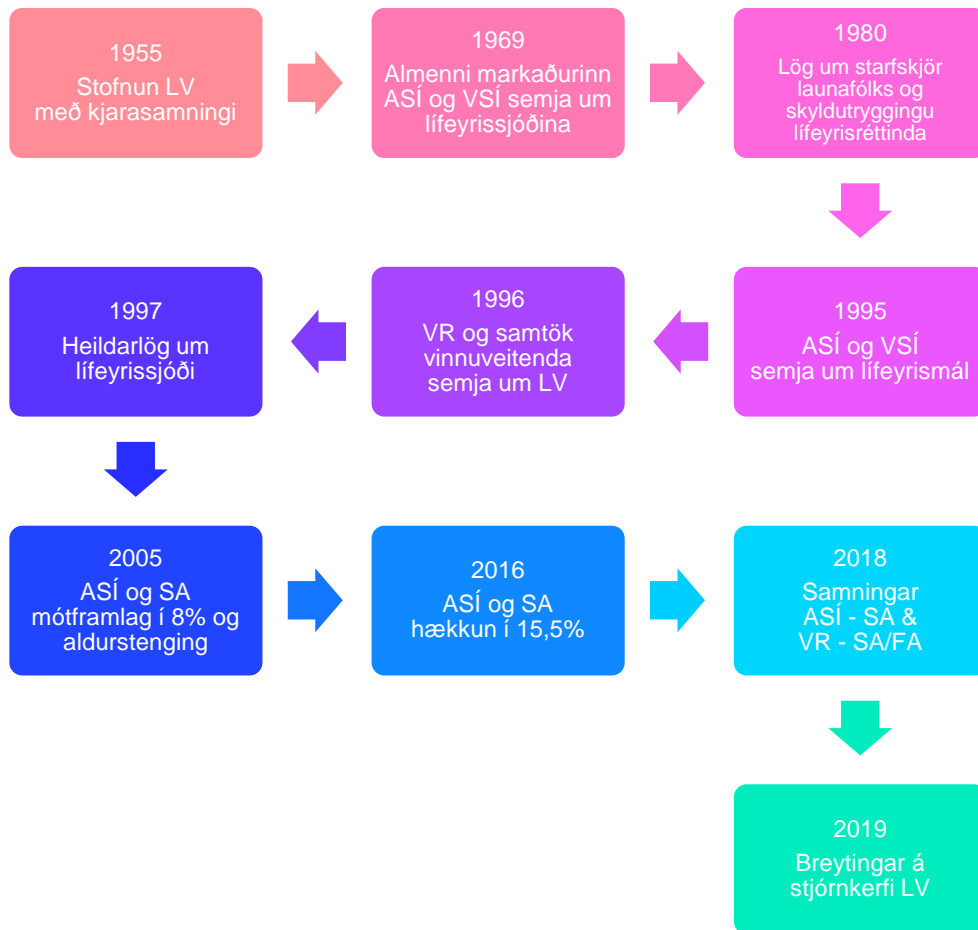 1955
Stofnun LV
með kjarasamningi
1969
Almenni markaðurinn
ASÍ og VSÍ semja um
lífeyrissjóðina
1980
Lög um starfskjör
launafólks og
skyldutryggingu
lífeyrisréttinda
1995
ASÍ og VSÍ
semja um lífeyrismál
1996
VR og samtök
vinnuveitenda
semja um LV
1997
Heildarlög um
lífeyrissjóði
2005
ASÍ og SA
mótframlag í 8% og
aldurstenging
2016
ASÍ og SA
hækkun í 15,5%
2018
Samningar
ASÍ - SA &
VR - SA/FA
2019
Breytingar á
stjórnkerfi LV